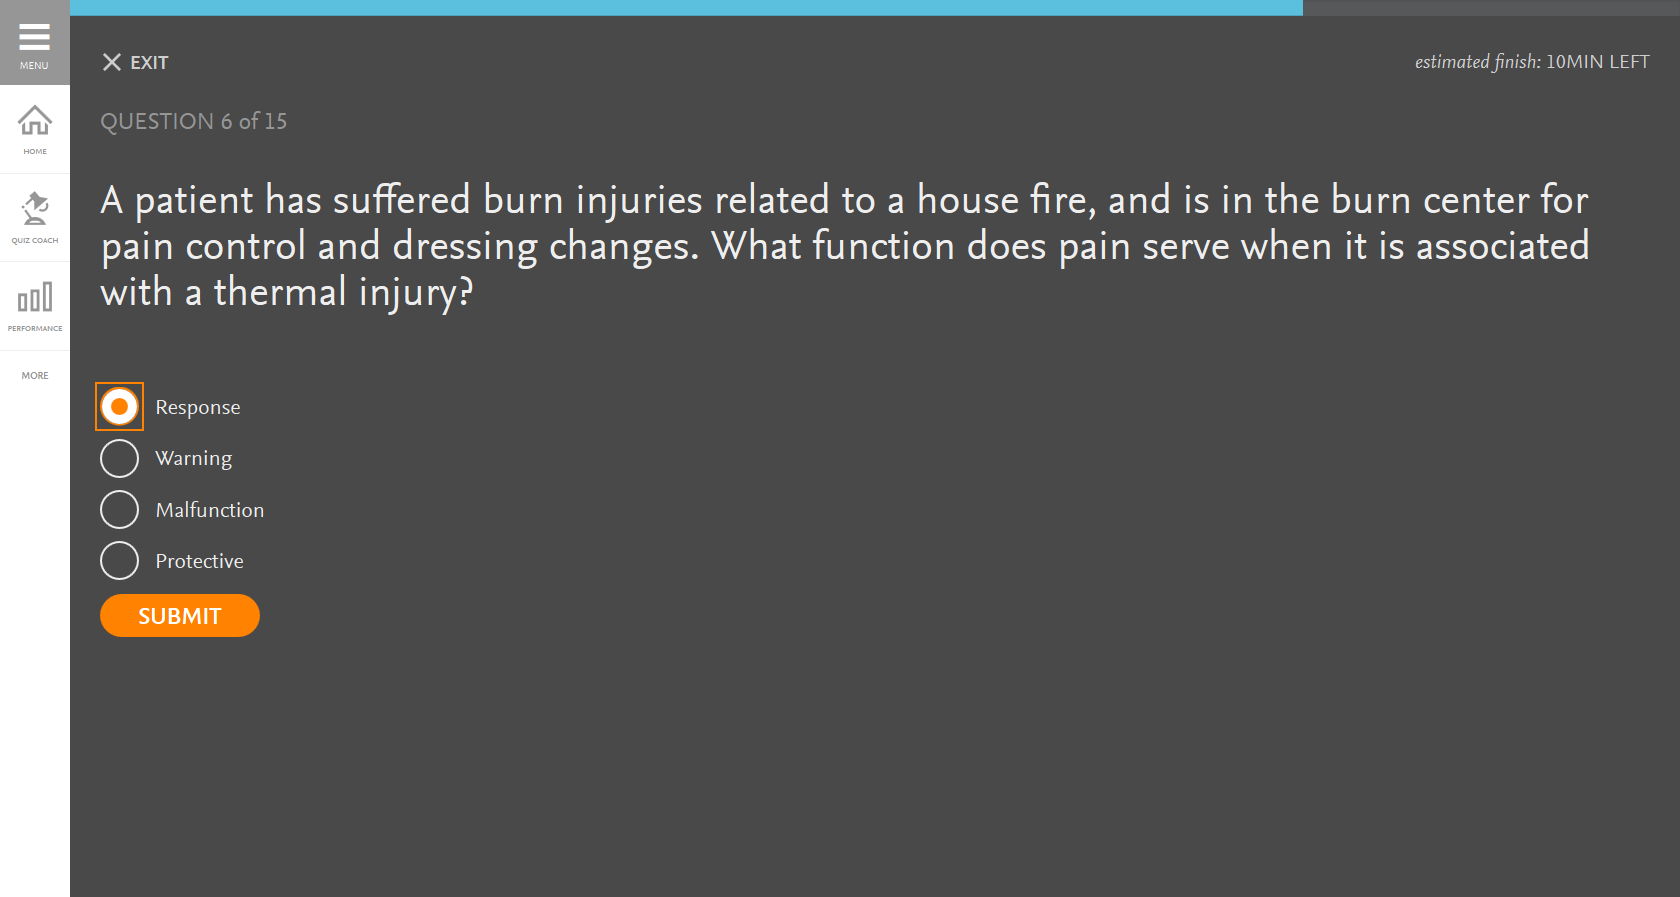 MENU
HOME
QUIZ COACH
PERFORMANCE
MORE
EXIT
estimated finish: 10MIN LEFT
QUESTION 6 of 15
A patient has suffered burn injuries related to a house fire, and is in the burn center for
pain control and dressing changes. What function does pain serve when it is associated
with a thermal injury?
Response
Warning
Malfunction
Protective
SUBMIT